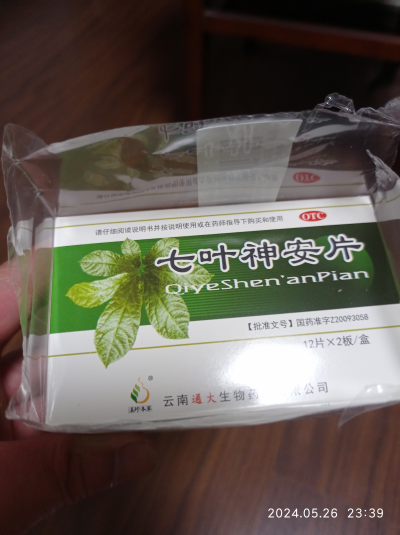 请仔细阅读说明书并按说明使用或在药师指导下购买和使用
OTC
七叶神安片
QiyeShen'anPian
【批准文号】国药准字Z20093058
12片×2板/盒
云南通大生物药 公司
2024.05.26 23:39